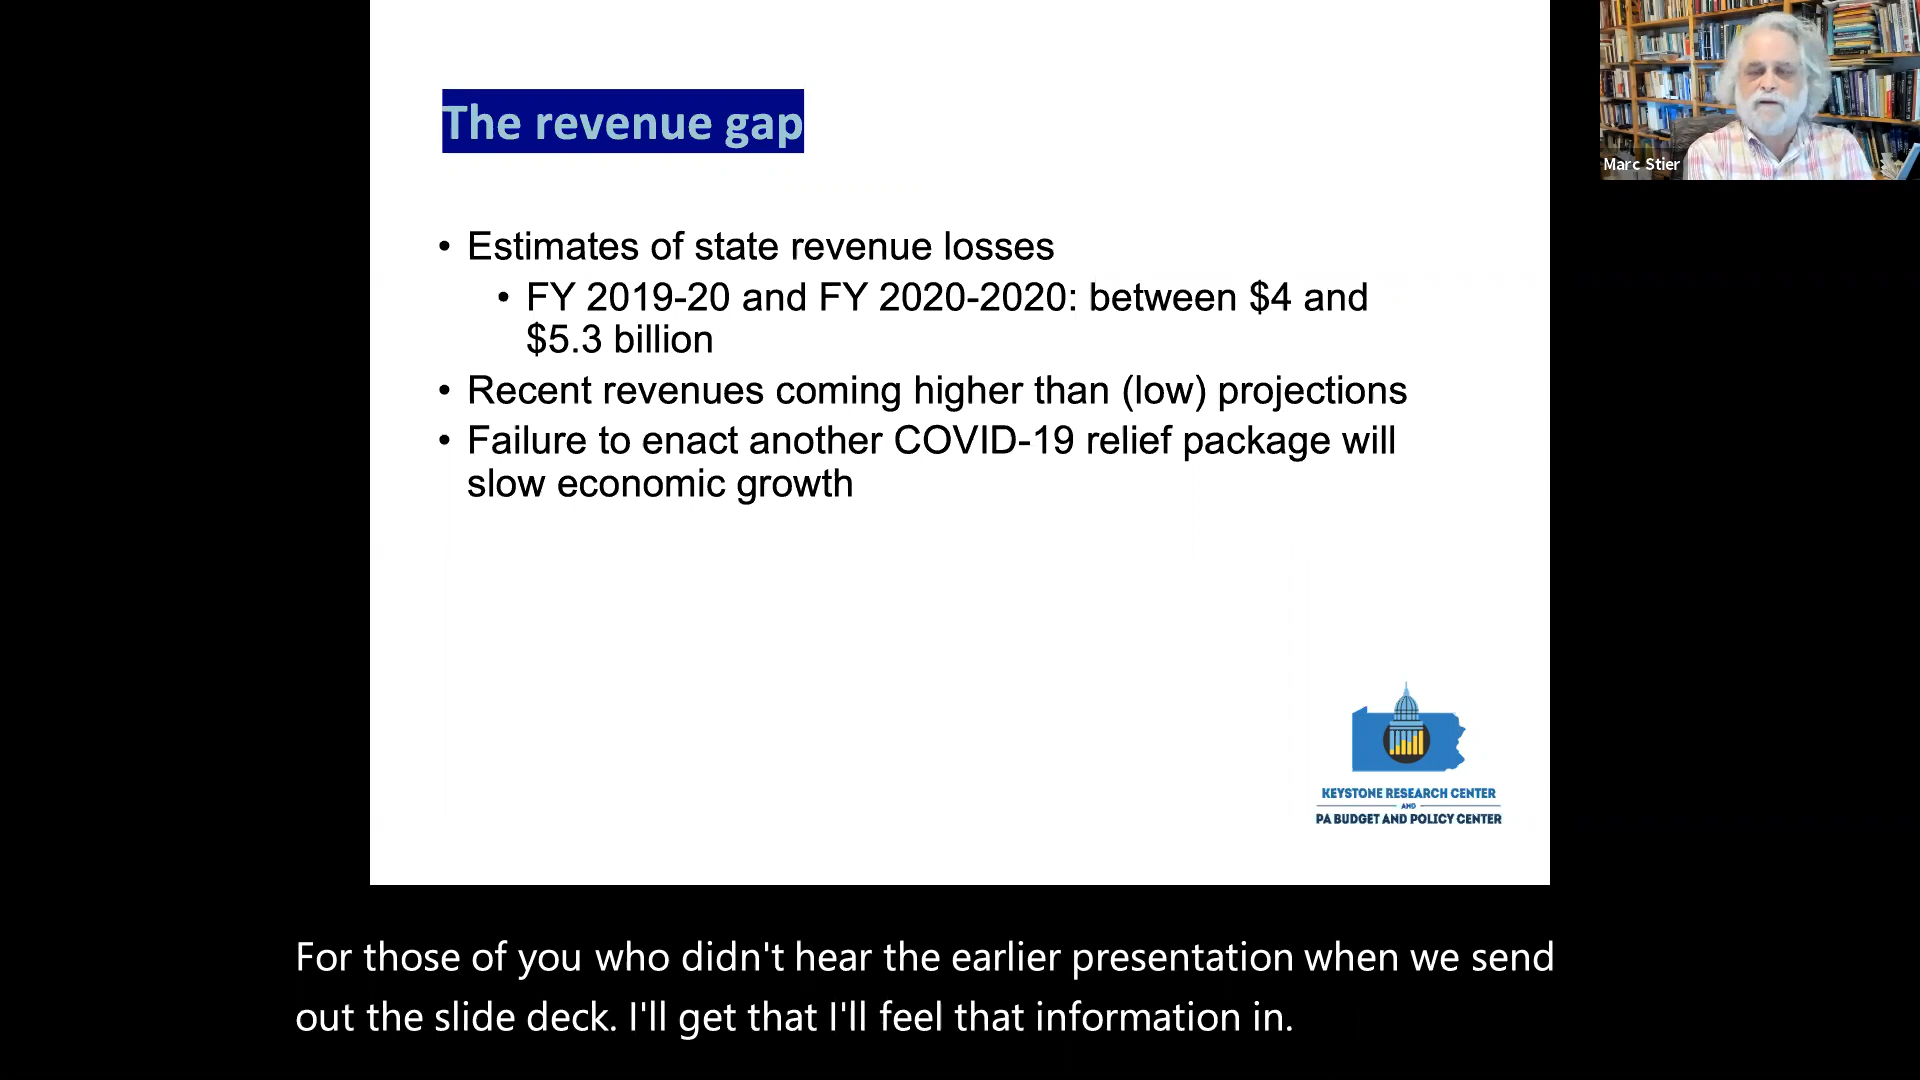 The revenue gap
Marc Stier
• Estimates of state revenue losses
• FY 2019-20 and FY 2020-2020: between $4 and
$5.3 billion
• Recent revenues coming higher than (low) projections
• Failure to enact another COVID-19 relief package will
slow economic growth
KEYSTONE RESEARCH CENTER
AND
PA BUDGET AND POLICY CENTER
For those of you who didn't hear the earlier presentation when we send
out the slide deck. I'll get that I'll feel that information in.